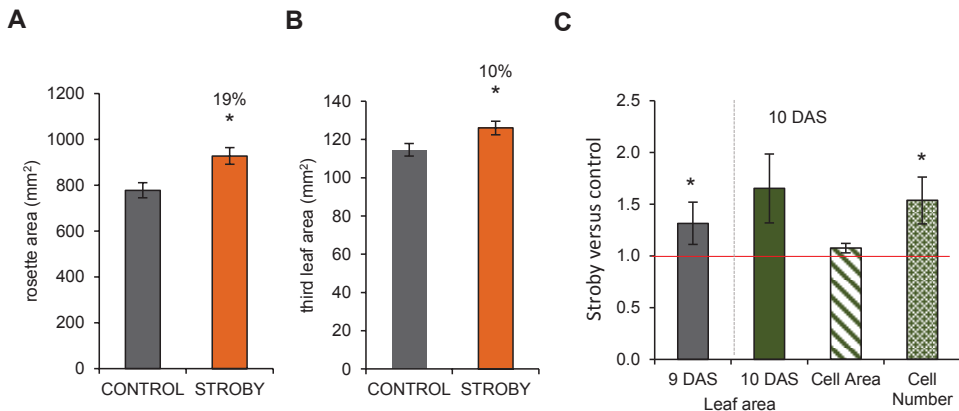 A
B
C
rosette area (mm²)
1200
1000
800
600
400
200
0
19%
*
CONTROL STROBY
third leaf area (mm²)
140
120
100
80
60
40
20
0
10%
*
CONTROL STROBY
Stroby versus control
2.5
2.0
1.5
1.0
0.5
0.0
10 DAS
*
*
9 DAS 10 DAS Cell Area Cell
Number
Leaf area